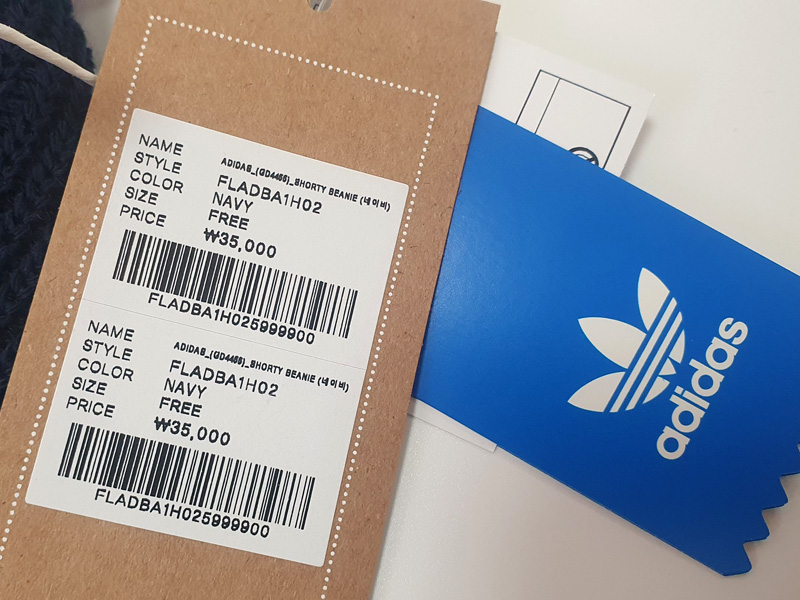 NAME ADIDAS_(GD4455)_SHORTY BEANIE (네이비)
STYLE FLADBA1H02
COLOR NAVY
SIZE FREE
PRICE ₩35,000
FLADBA1H025999900
NAME ADIDAS_(GD4455)_SHORTY BEANIE (네이비)
STYLE FLADBA1H02
COLOR NAVY
SIZE FREE
PRICE ₩35,000
FLADBA1H025999900
adidas